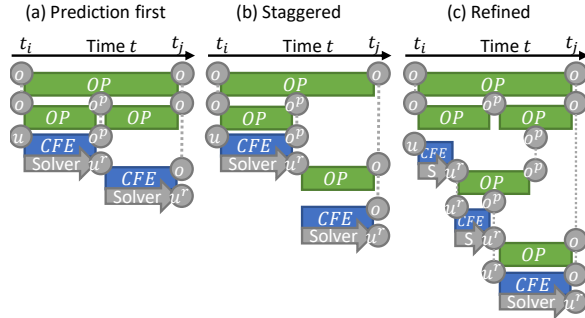 (a) Prediction first (b) Staggered (c) Refined
t_i Time t t_j t_i Time t t_j t_i Time t t_j
o OP o o OP o o OP o
o OP o^p OP o o OP o^p o OP o^p OP o
u CFE o^p u CFE o^p o^p
Solver u^r Solver u^r u CFE
S
CFE o OP o u^r OP o^p
Solver u^r CFE o u^r CFE o^p
Solver u^r S u^r
OP o
u^r CFE o
Solver u^r